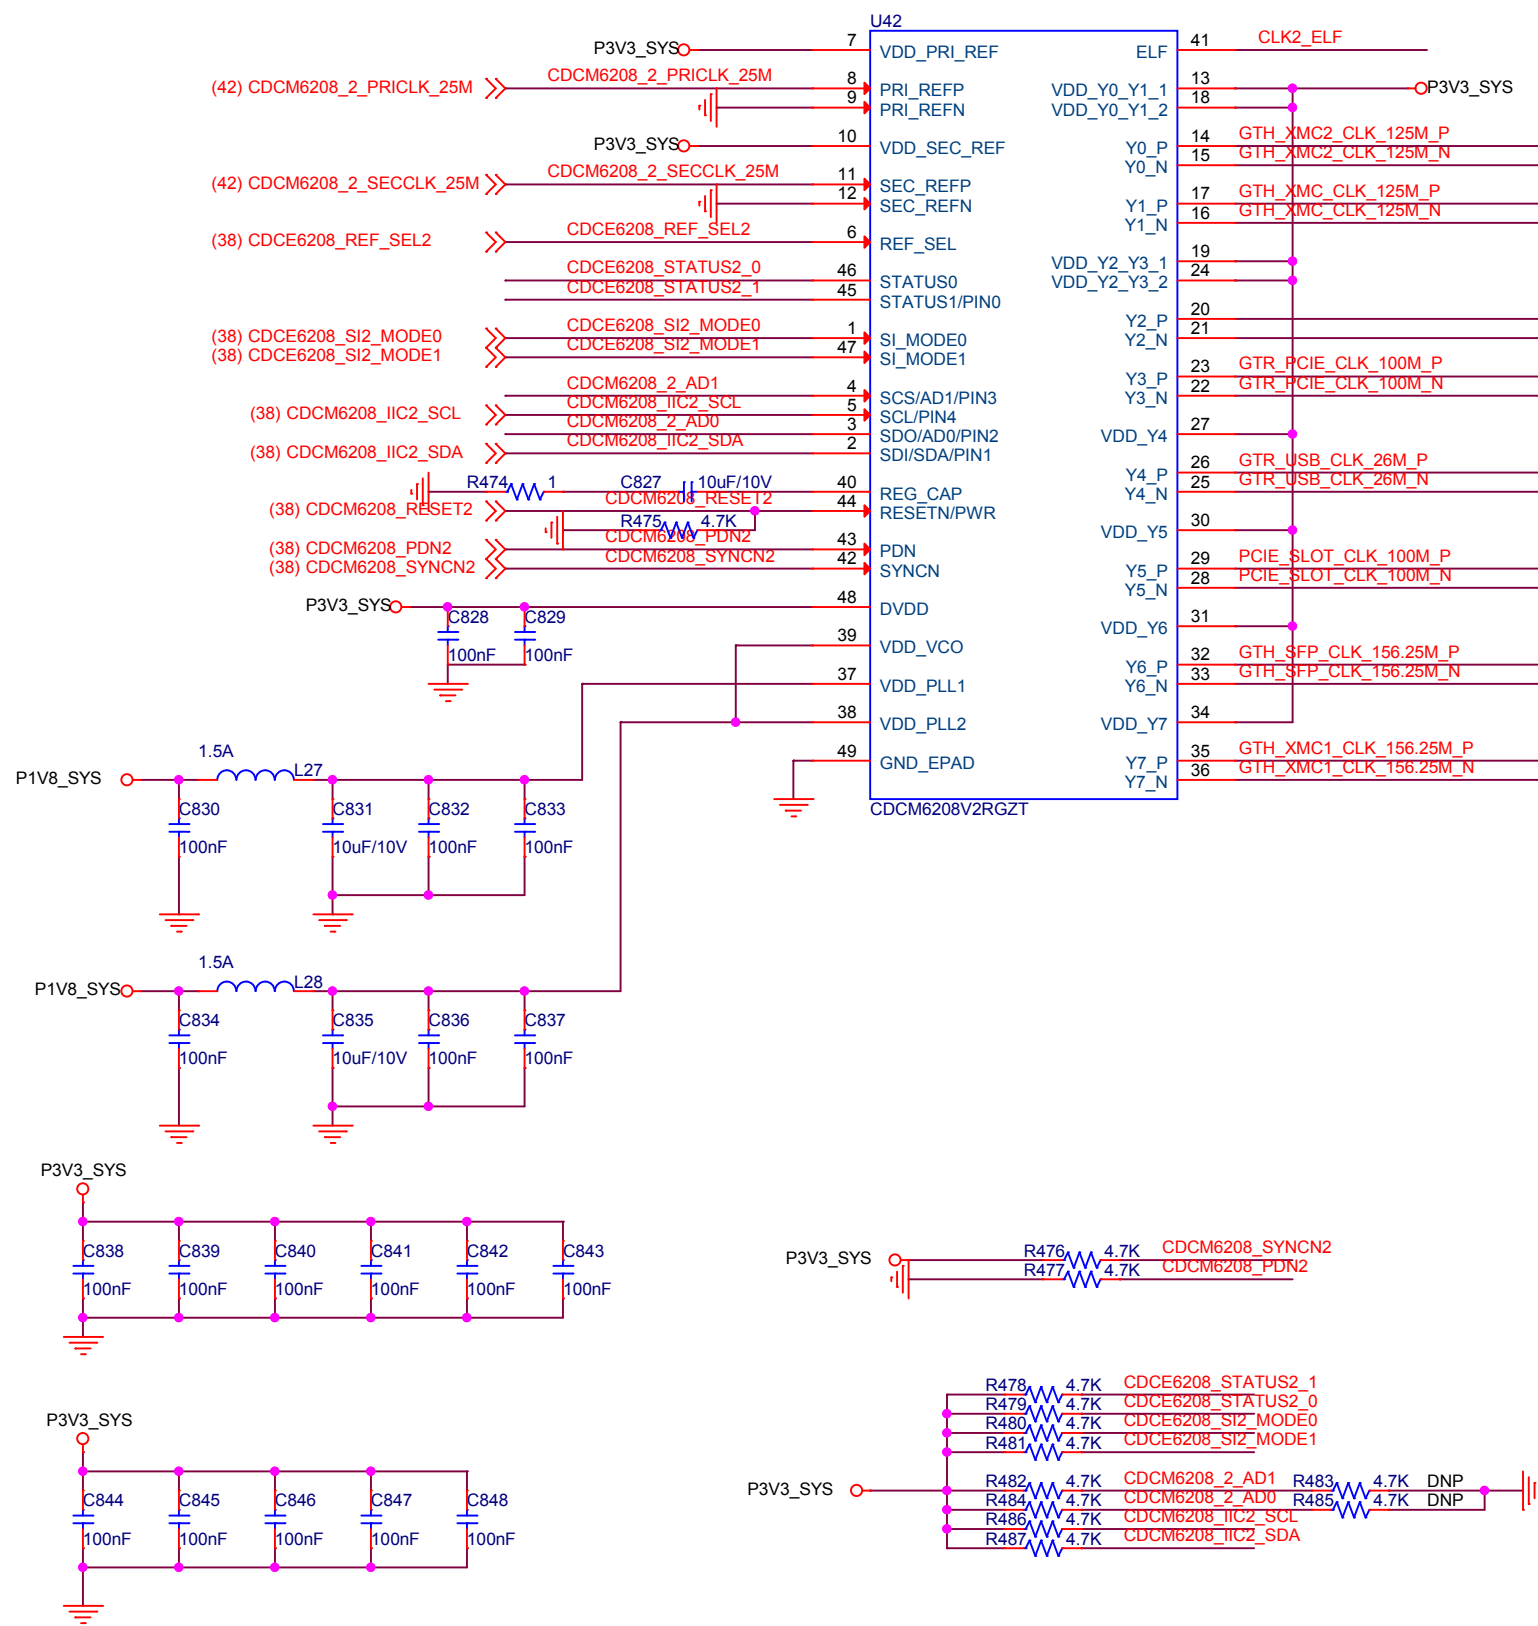 U42
P3V3_SYS 7 VDD_PRI_REF ELF 41 CLK2_ELF
(42) CDCM6208_2_PRICLK_25M CDCM6208_2_PRICLK_25M 8 PRI_REFP VDD_Y0_Y1_1 13 P3V3_SYS
9 PRI_REFN VDD_Y0_Y1_2 18
P3V3_SYS 10 VDD_SEC_REF Y0_P 14 GTH_XMC2_CLK_125M_P
Y0_N 15 GTH_XMC2_CLK_125M_N
(42) CDCM6208_2_SECCLK_25M CDCM6208_2_SECCLK_25M 11 SEC_REFP
12 SEC_REFN Y1_P 17 GTH_XMC_CLK_125M_P
Y1_N 16 GTH_XMC_CLK_125M_N
(38) CDCE6208_REF_SEL2 CDCE6208_REF_SEL2 6 REF_SEL
VDD_Y2_Y3_1 19
CDCE6208_STATUS2_0 46 STATUS0 VDD_Y2_Y3_2 24
CDCE6208_STATUS2_1 45 STATUS1/PIN0
Y2_P 20
(38) CDCE6208_SI2_MODE0 CDCE6208_SI2_MODE0 1 SI_MODE0 Y2_N 21
(38) CDCE6208_SI2_MODE1 CDCE6208_SI2_MODE1 47 SI_MODE1
Y3_P 23 GTR_PCIE_CLK_100M_P
CDCM6208_2_AD1 4 SCS/AD1/PIN3 Y3_N 22 GTR_PCIE_CLK_100M_N
(38) CDCM6208_IIC2_SCL CDCM6208_IIC2_SCL 5 SCL/PIN4
CDCM6208_2_AD0 3 SDO/AD0/PIN2 VDD_Y4 27
(38) CDCM6208_IIC2_SDA CDCM6208_IIC2_SDA 2 SDI/SDA/PIN1
Y4_P 26 GTR_USB_CLK_26M_P
R474 1 C827 10uF/10V 40 REG_CAP Y4_N 25 GTR_USB_CLK_26M_N
(38) CDCM6208_RESET2 CDCM6208_RESET2 44 RESETN/PWR
R475 4.7K VDD_Y5 30
(38) CDCM6208_PDN2 CDCM6208_PDN2 43 PDN
(38) CDCM6208_SYNCN2 CDCM6208_SYNCN2 42 SYNCN Y5_P 29 PCIE_SLOT_CLK_100M_P
Y5_N 28 PCIE_SLOT_CLK_100M_N
P3V3_SYS 48 DVDD
C828 C829 VDD_Y6 31
100nF 100nF 39 VDD_VCO
Y6_P 32 GTH_SFP_CLK_156.25M_P
37 VDD_PLL1 Y6_N 33 GTH_SFP_CLK_156.25M_N
38 VDD_PLL2 VDD_Y7 34
49 GND_EPAD Y7_P 35 GTH_XMC1_CLK_156.25M_P
Y7_N 36 GTH_XMC1_CLK_156.25M_N
CDCM6208V2RGZT
1.5A
P1V8_SYS L27
C830 C831 C832 C833
100nF 10uF/10V 100nF 100nF
1.5A
P1V8_SYS L28
C834 C835 C836 C837
100nF 10uF/10V 100nF 100nF
P3V3_SYS
C838 C839 C840 C841 C842 C843
100nF 100nF 100nF 100nF 100nF 100nF
P3V3_SYS R476 4.7K CDCM6208_SYNCN2
R477 4.7K CDCM6208_PDN2
P3V3_SYS
C844 C845 C846 C847 C848
100nF 100nF 100nF 100nF 100nF
R478 4.7K CDCE6208_STATUS2_1
R479 4.7K CDCE6208_STATUS2_0
R480 4.7K CDCE6208_SI2_MODE0
R481 4.7K CDCE6208_SI2_MODE1
P3V3_SYS R482 4.7K CDCM6208_2_AD1 R483 4.7K DNP
R484 4.7K CDCM6208_2_AD0 R485 4.7K DNP
R486 4.7K CDCM6208_IIC2_SCL
R487 4.7K CDCM6208_IIC2_SDA